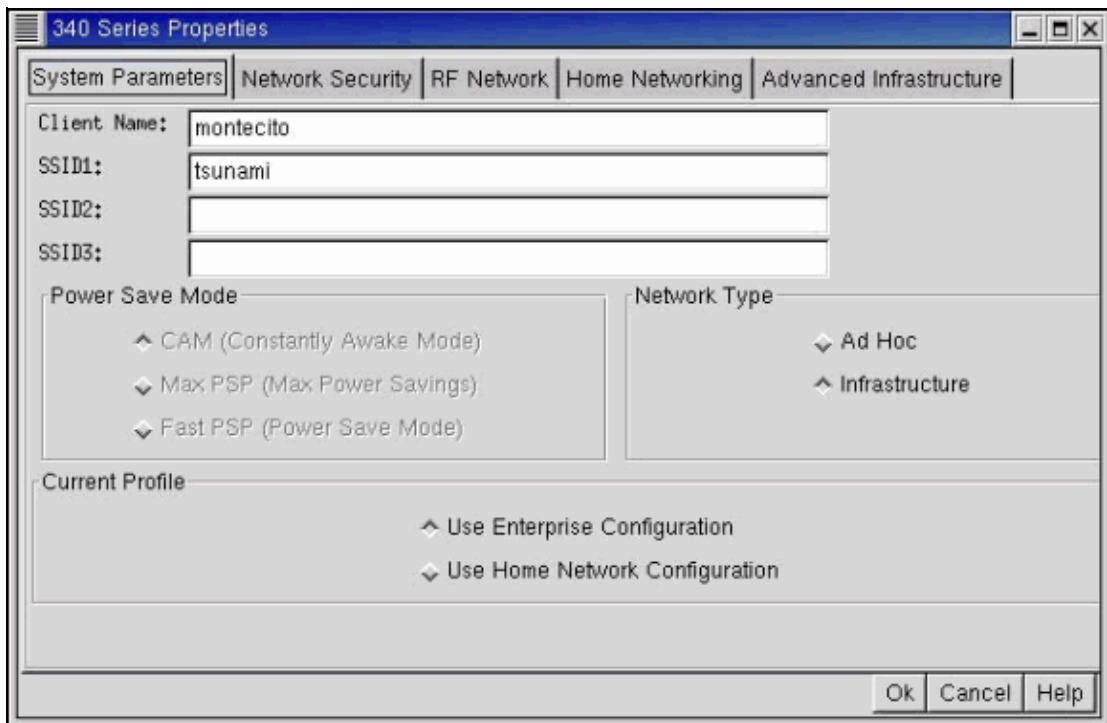 340 Series Properties
System Parameters Network Security RF Network Home Networking Advanced Infrastructure
Client Name: montecito
SSID1: tsunami
SSID2:
SSID3:
Power Save Mode
CAM (Constantly Awake Mode)
Max PSP (Max Power Savings)
Fast PSP (Power Save Mode)
Network Type
Ad Hoc
Infrastructure
Current Profile
Use Enterprise Configuration
Use Home Network Configuration
Ok Cancel Help